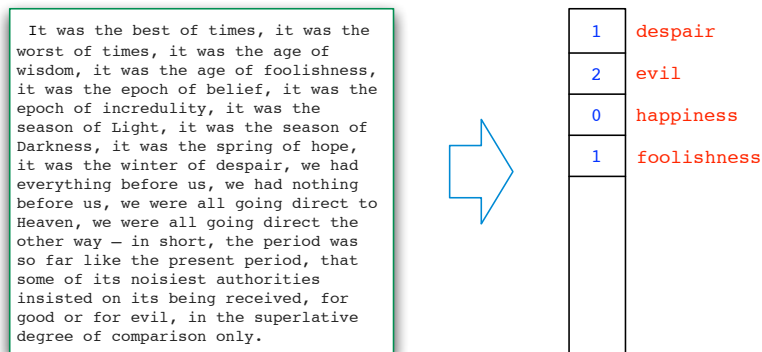 It was the best of times, it was the
worst of times, it was the age of
wisdom, it was the age of foolishness,
it was the epoch of belief, it was the
epoch of incredulity, it was the
season of Light, it was the season of
Darkness, it was the spring of hope,
it was the winter of despair, we had
everything before us, we had nothing
before us, we were all going direct to
Heaven, we were all going direct the
other way – in short, the period was
so far like the present period, that
some of its noisiest authorities
insisted on its being received, for
good or for evil, in the superlative
degree of comparison only.
1 despair
2 evil
0 happiness
1 foolishness